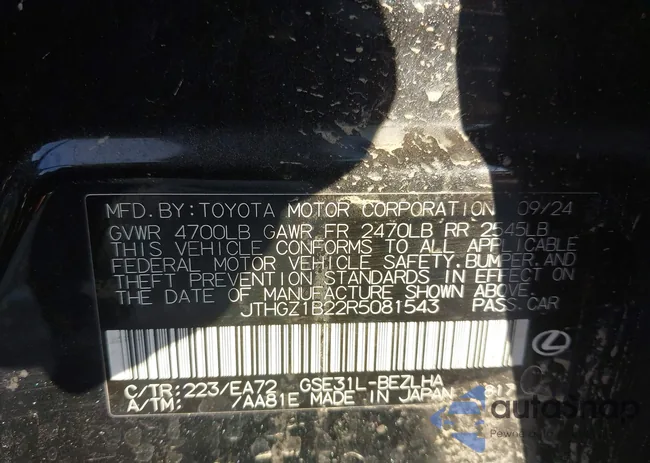 MFD.BY:TOYOTA MOTOR CORPORATION 09/24
GVWR 4700LB GAWR FR 2470LB RR 2545LB
THIS VEHICLE CONFORMS TO ALL APPLICABLE
FEDERAL MOTOR VEHICLE SAFETY,BUMPER,AND
THEFT PREVENTION STANDARDS IN EFFECT ON
THE DATE OF MANUFACTURE SHOWN ABOVE.
JTHGZ1B22R5081543 PASS.CAR
C/TR:223/EA72 GSE31L-BEZLHA
A/TM: /AA81E MADE IN JAPAN
autoShop
Powered